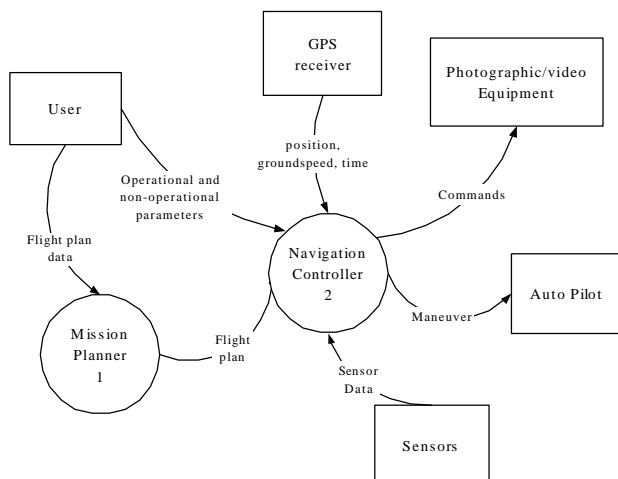 GPS
receiver
Photographic/video
Equipment
User
position,
groundspeed, time
Operational and
non-operational
parameters
Commands
Flight plan
data
Navigation
Controller
2
Auto Pilot
Maneuver
Mission
Planner
1
Flight
plan
Sensor
Data
Sensors